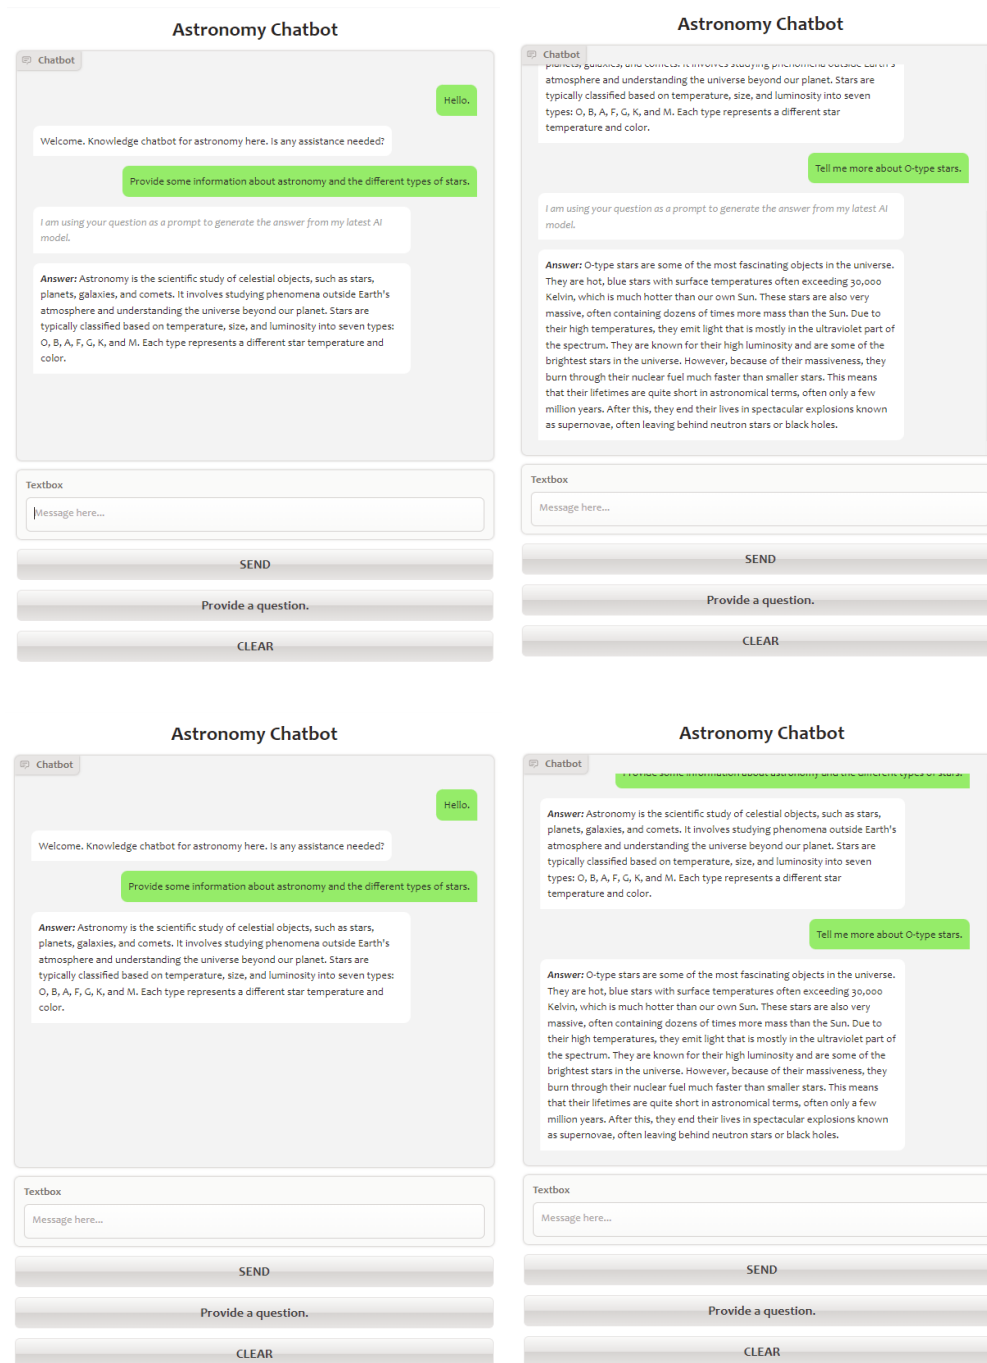 Astronomy Chatbot
Chatbot
Hello.
Welcome. Knowledge chatbot for astronomy here. Is any assistance needed?
Provide some information about astronomy and the different types of stars.
I am using your question as a prompt to generate the answer from my latest AI
model.
Answer: Astronomy is the scientific study of celestial objects, such as stars,
planets, galaxies, and comets. It involves studying phenomena outside Earth's
atmosphere and understanding the universe beyond our planet. Stars are
typically classified based on temperature, size, and luminosity into seven types:
O, B, A, F, G, K, and M. Each type represents a different star temperature and
color.
Textbox
Message here...
SEND
Provide a question.
CLEAR
Astronomy Chatbot
Chatbot
planets, galaxies, and comets. It involves studying phenomena outside Earth's
atmosphere and understanding the universe beyond our planet. Stars are
typically classified based on temperature, size, and luminosity into seven
types: O, B, A, F, G, K, and M. Each type represents a different star
temperature and color.
Tell me more about O-type stars.
I am using your question as a prompt to generate the answer from my latest AI
model.
Answer: O-type stars are some of the most fascinating objects in the universe.
They are hot, blue stars with surface temperatures often exceeding 30,000
Kelvin, which is much hotter than our own Sun. These stars are also very
massive, often containing dozens of times more mass than the Sun. Due to
their high temperatures, they emit light that is mostly in the ultraviolet part of
the spectrum. They are known for their high luminosity and are some of the
brightest stars in the universe. However, because of their massiveness, they
burn through their nuclear fuel much faster than smaller stars. This means
that their lifetimes are quite short in astronomical terms, often only a few
million years. After this, they end their lives in spectacular explosions known
as supernovae, often leaving behind neutron stars or black holes.
Textbox
Message here...
SEND
Provide a question.
CLEAR
Astronomy Chatbot
Chatbot
Hello.
Welcome. Knowledge chatbot for astronomy here. Is any assistance needed?
Provide some information about astronomy and the different types of stars.
Answer: Astronomy is the scientific study of celestial objects, such as stars,
planets, galaxies, and comets. It involves studying phenomena outside Earth's
atmosphere and understanding the universe beyond our planet. Stars are
typically classified based on temperature, size, and luminosity into seven types:
O, B, A, F, G, K, and M. Each type represents a different star temperature and
color.
Textbox
Message here...
SEND
Provide a question.
CLEAR
Astronomy Chatbot
Chatbot
Provide some information about astronomy and the different types of stars.
Answer: Astronomy is the scientific study of celestial objects, such as stars,
planets, galaxies, and comets. It involves studying phenomena outside Earth's
atmosphere and understanding the universe beyond our planet. Stars are
typically classified based on temperature, size, and luminosity into seven
types: O, B, A, F, G, K, and M. Each type represents a different star
temperature and color.
Tell me more about O-type stars.
Answer: O-type stars are some of the most fascinating objects in the universe.
They are hot, blue stars with surface temperatures often exceeding 30,000
Kelvin, which is much hotter than our own Sun. These stars are also very
massive, often containing dozens of times more mass than the Sun. Due to
their high temperatures, they emit light that is mostly in the ultraviolet part of
the spectrum. They are known for their high luminosity and are some of the
brightest stars in the universe. However, because of their massiveness, they
burn through their nuclear fuel much faster than smaller stars. This means
that their lifetimes are quite short in astronomical terms, often only a few
million years. After this, they end their lives in spectacular explosions known
as supernovae, often leaving behind neutron stars or black holes.
Textbox
Message here...
SEND
Provide a question.
CLEAR